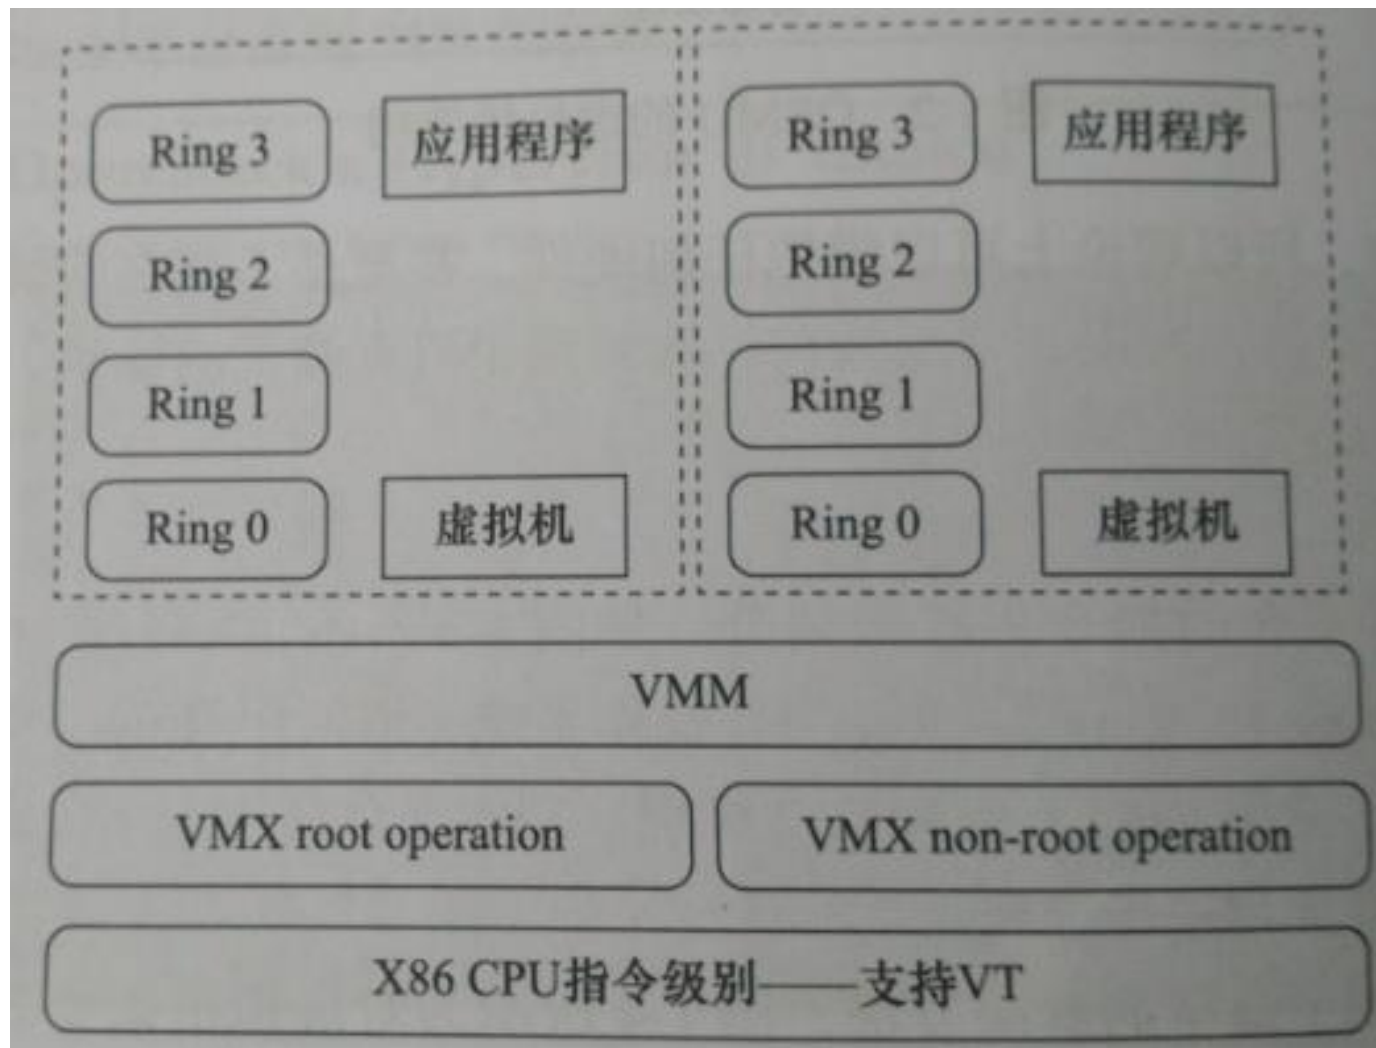 Ring 3
应用程序
Ring 3
应用程序
Ring 2
Ring 2
Ring 1
Ring 1
Ring 0
虚拟机
Ring 0
虚拟机
VMM
VMX root operation
VMX non-root operation
X86 CPU指令级别——支持VT